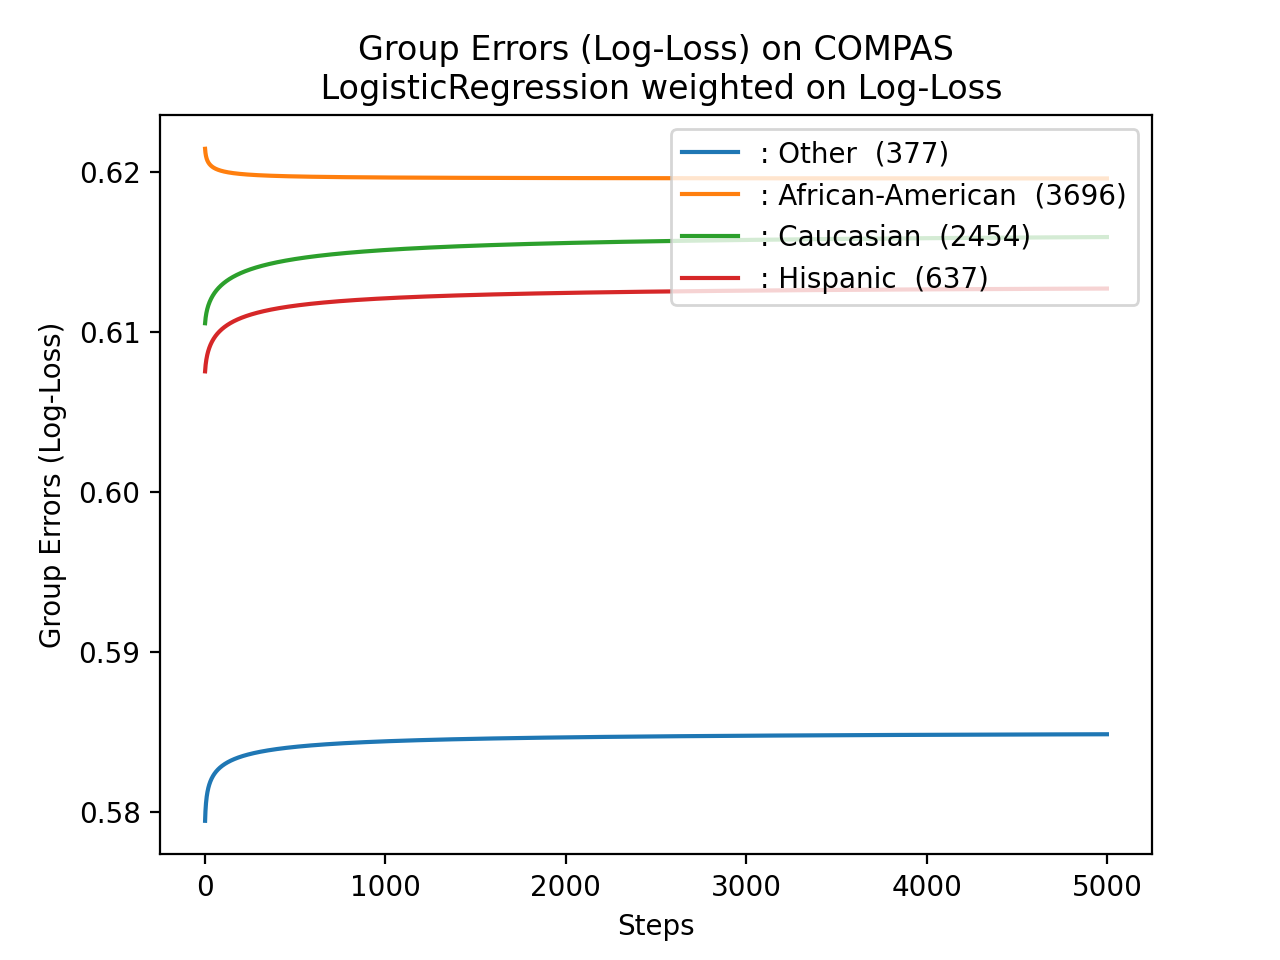 Group Errors (Log-Loss) on COMPAS
LogisticRegression weighted on Log-Loss
: Other (377)
: African-American (3696)
: Caucasian (2454)
: Hispanic (637)
0.62
0.61
0.60
0.59
0.58
Group Errors (Log-Loss)
0 1000 2000 3000 4000 5000
Steps